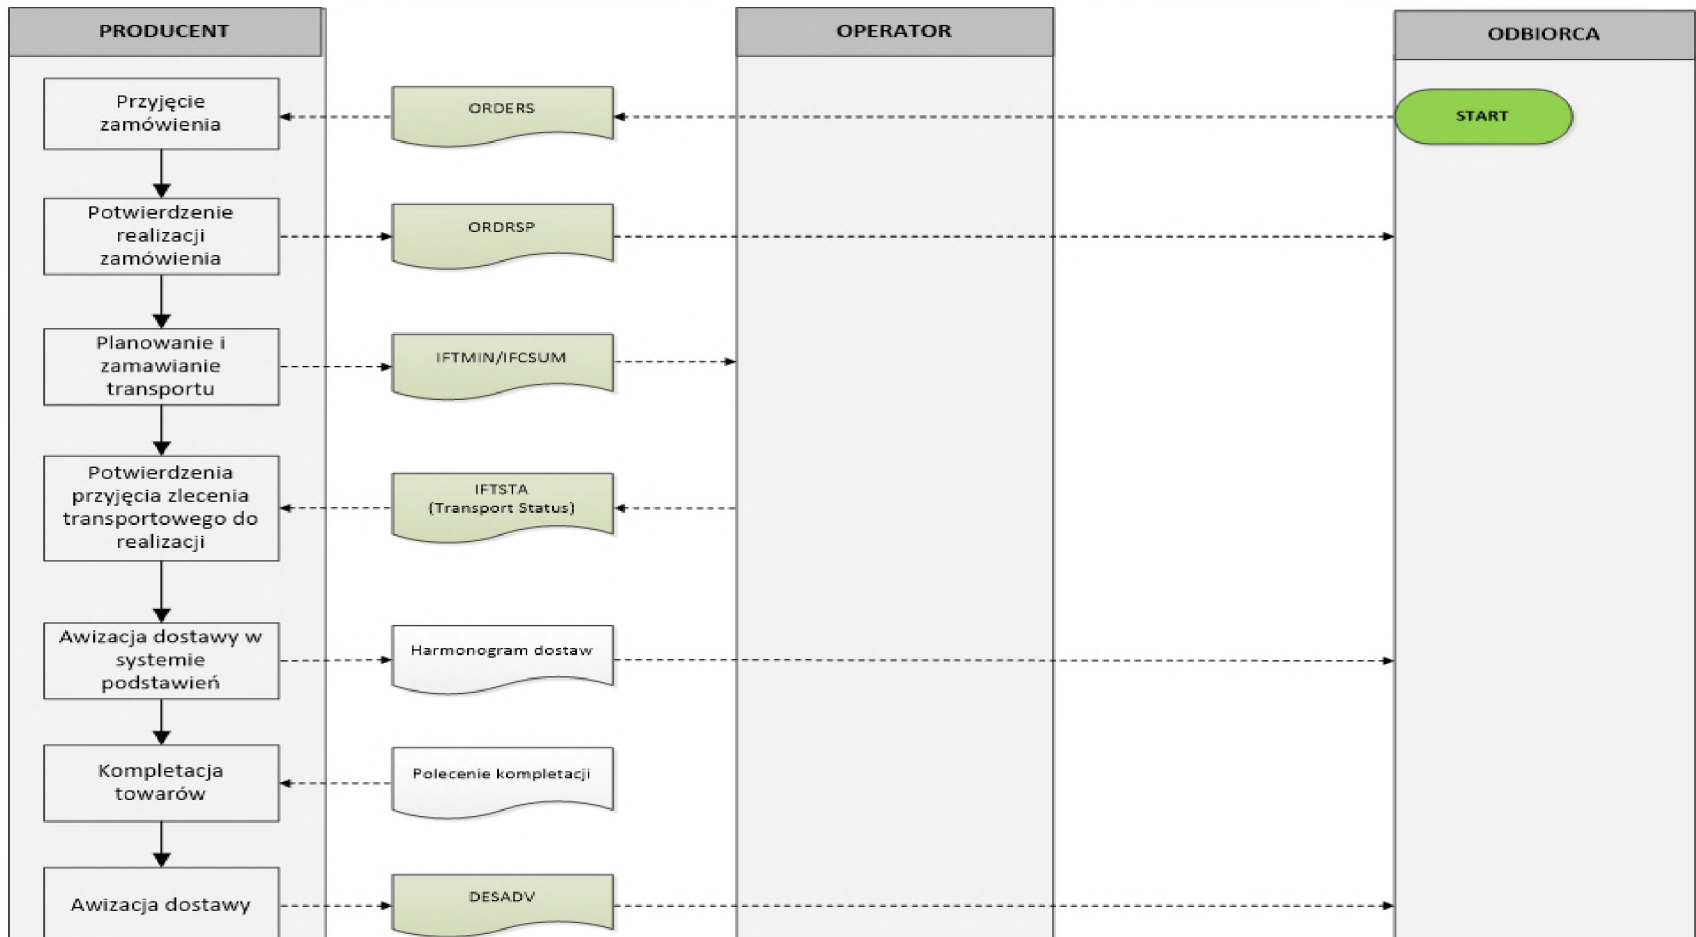 PRODUCENT
OPERATOR
ODBIORCA
Przyjęcie
zamówienia
ORDERS
START
Potwierdzenie
realizacji
zamówienia
ORDRSP
Planowanie i
zamawianie
transportu
IFTMIN/IFCSUM
Potwierdzenia
przyjęcia zlecenia
transportowego do
realizacji
IFTSTA
(Transport Status)
Awizacja dostawy w
systemie
podstawień
Harmonogram dostaw
Kompletacja
towarów
Polecenie kompletacji
Awizacja dostawy
DESADV